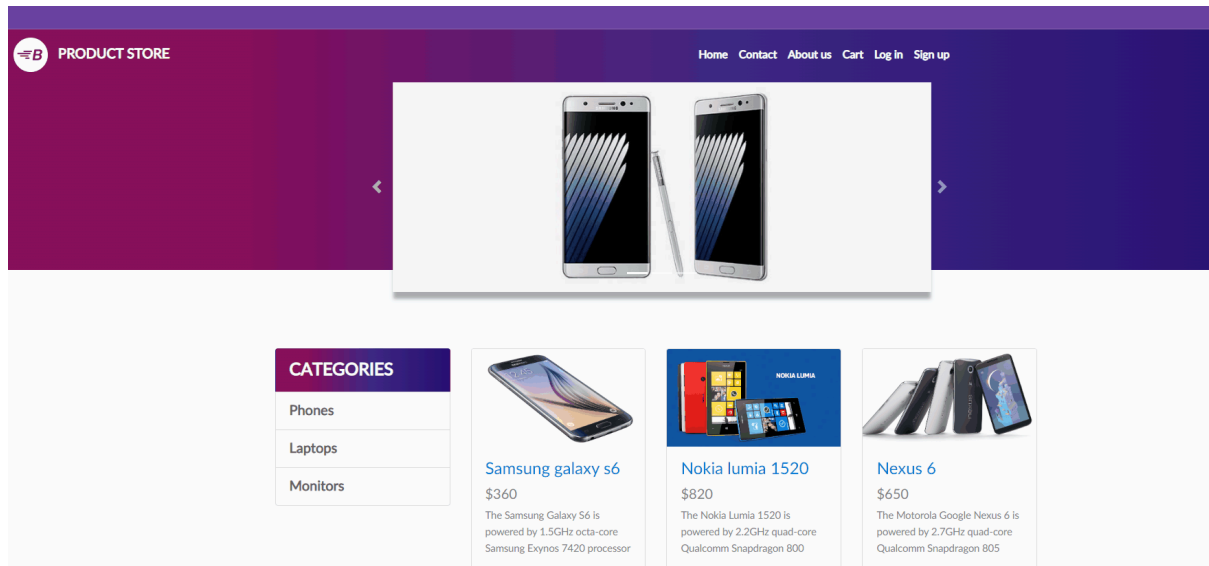 B PRODUCT STORE
Home Contact About us Cart Log in Sign up
SAMSUNG
CATEGORIES
Phones
Laptops
Monitors
NOKIA LUMIA
Samsung galaxy s6
$360
The Samsung Galaxy S6 is
powered by 1.5GHz octa-core
Samsung Exynos 7420 processor
Nokia lumia 1520
$820
The Nokia Lumia 1520 is
powered by 2.2GHz quad-core
Qualcomm Snapdragon 800
Nexus 6
$650
The Motorola Google Nexus 6 is
powered by 2.7GHz quad-core
Qualcomm Snapdragon 805